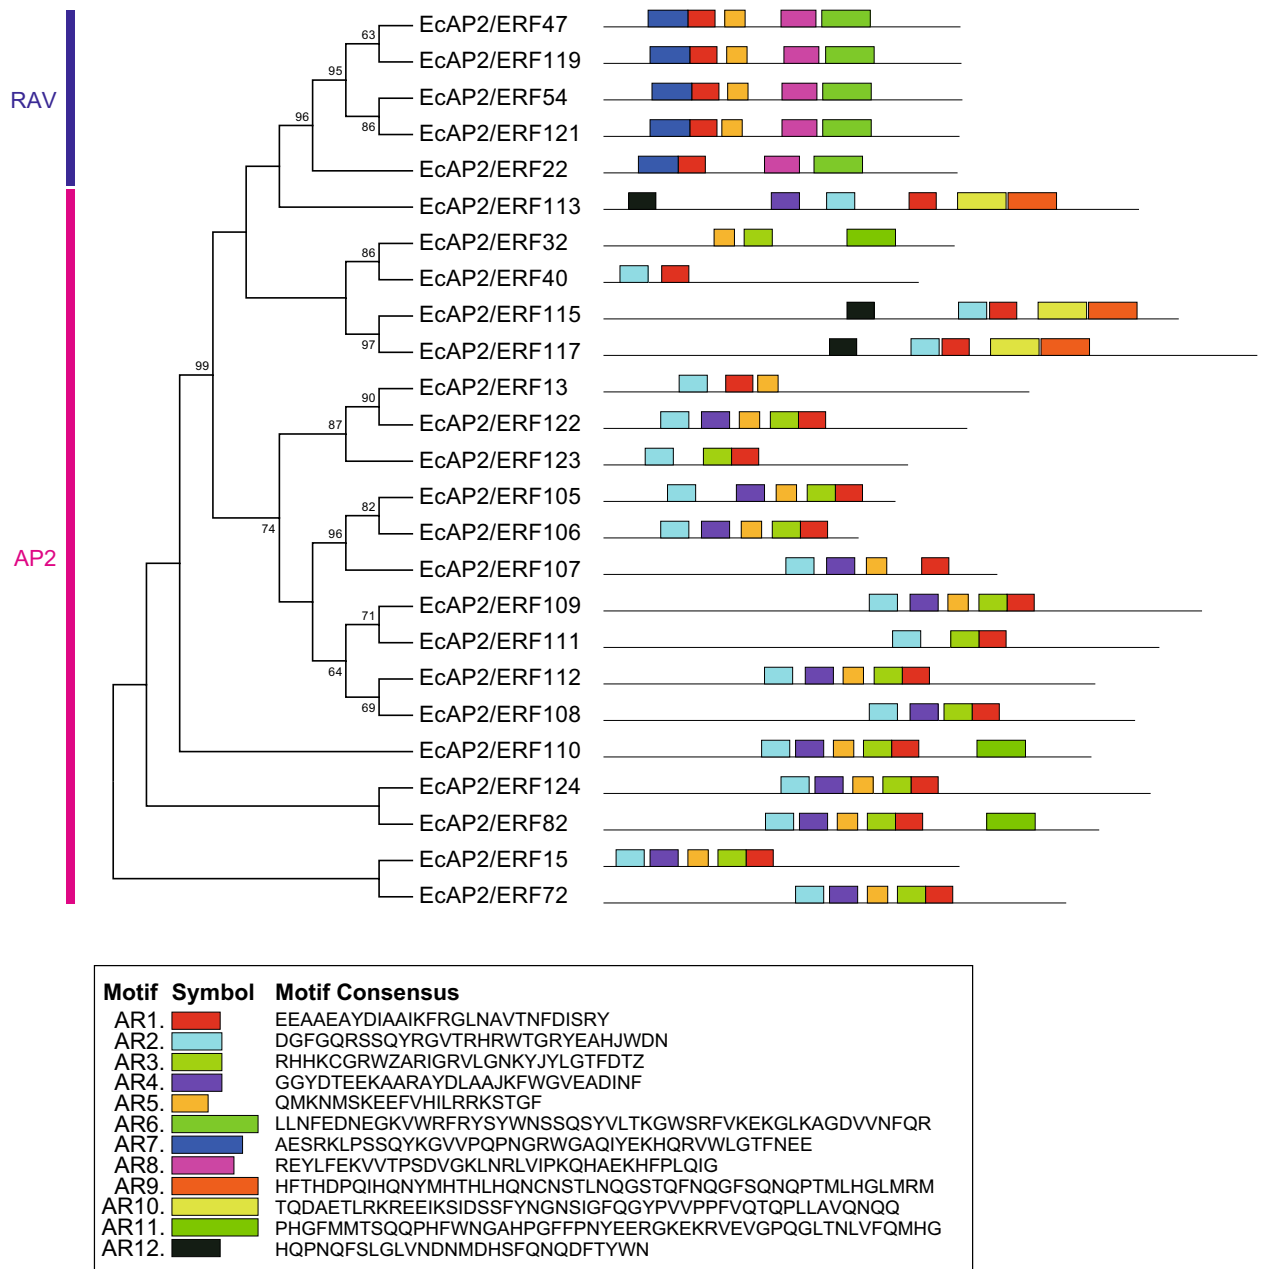 RAV
AP2
63
95
86
96
86
97
99
90
87
74
82
96
71
64
69
EcAP2/ERF47
EcAP2/ERF119
EcAP2/ERF54
EcAP2/ERF121
EcAP2/ERF22
EcAP2/ERF113
EcAP2/ERF32
EcAP2/ERF40
EcAP2/ERF115
EcAP2/ERF117
EcAP2/ERF13
EcAP2/ERF122
EcAP2/ERF123
EcAP2/ERF105
EcAP2/ERF106
EcAP2/ERF107
EcAP2/ERF109
EcAP2/ERF111
EcAP2/ERF112
EcAP2/ERF108
EcAP2/ERF110
EcAP2/ERF124
EcAP2/ERF82
EcAP2/ERF15
EcAP2/ERF72
Motif Symbol Motif Consensus
AR1. EEAAEAYDIAAIKFRGLNAVTNFDISRY
AR2. DGFGQRSSQYRGVTRHRWTGRYEAHJWDN
AR3. RHHKCGRWZARIGRVLGNKYJYLGTFDTZ
AR4. GGYDTEEKAARAYDLAAJKFWGVEADINF
AR5. QMKNMSKEEFVHILRRKSTGF
AR6. LLNFEDNEGKVWRFRYSYWNSSQSYVLTKGWSRFVKEKGLKAGDVVNFQR
AR7. AESRKLPSSQYKGVVPQPNGRWGAQIYEKHQRVWLGTFNEE
AR8. REYLFEKVVTPSDVGKLNRLVIPKQHAEKHFPLQIG
AR9. HFTHDPQIHQNYMHTHLHQNCNSTLNQGSTQFNQGFSQNQPTMLHGLMRM
AR10. TQDAETLRKREEIKSIDSSFYNGNSIGFQGYPVVPPFVQTQPLLAVQNQQ
AR11. PHGFMMTSQQPHFWNGAHPGFFPNYEERGKEKRVEVGPQGLTNLVFQMHG
AR12. HQPNQFSLGLVNDNMDHSFQNQDFTYWN